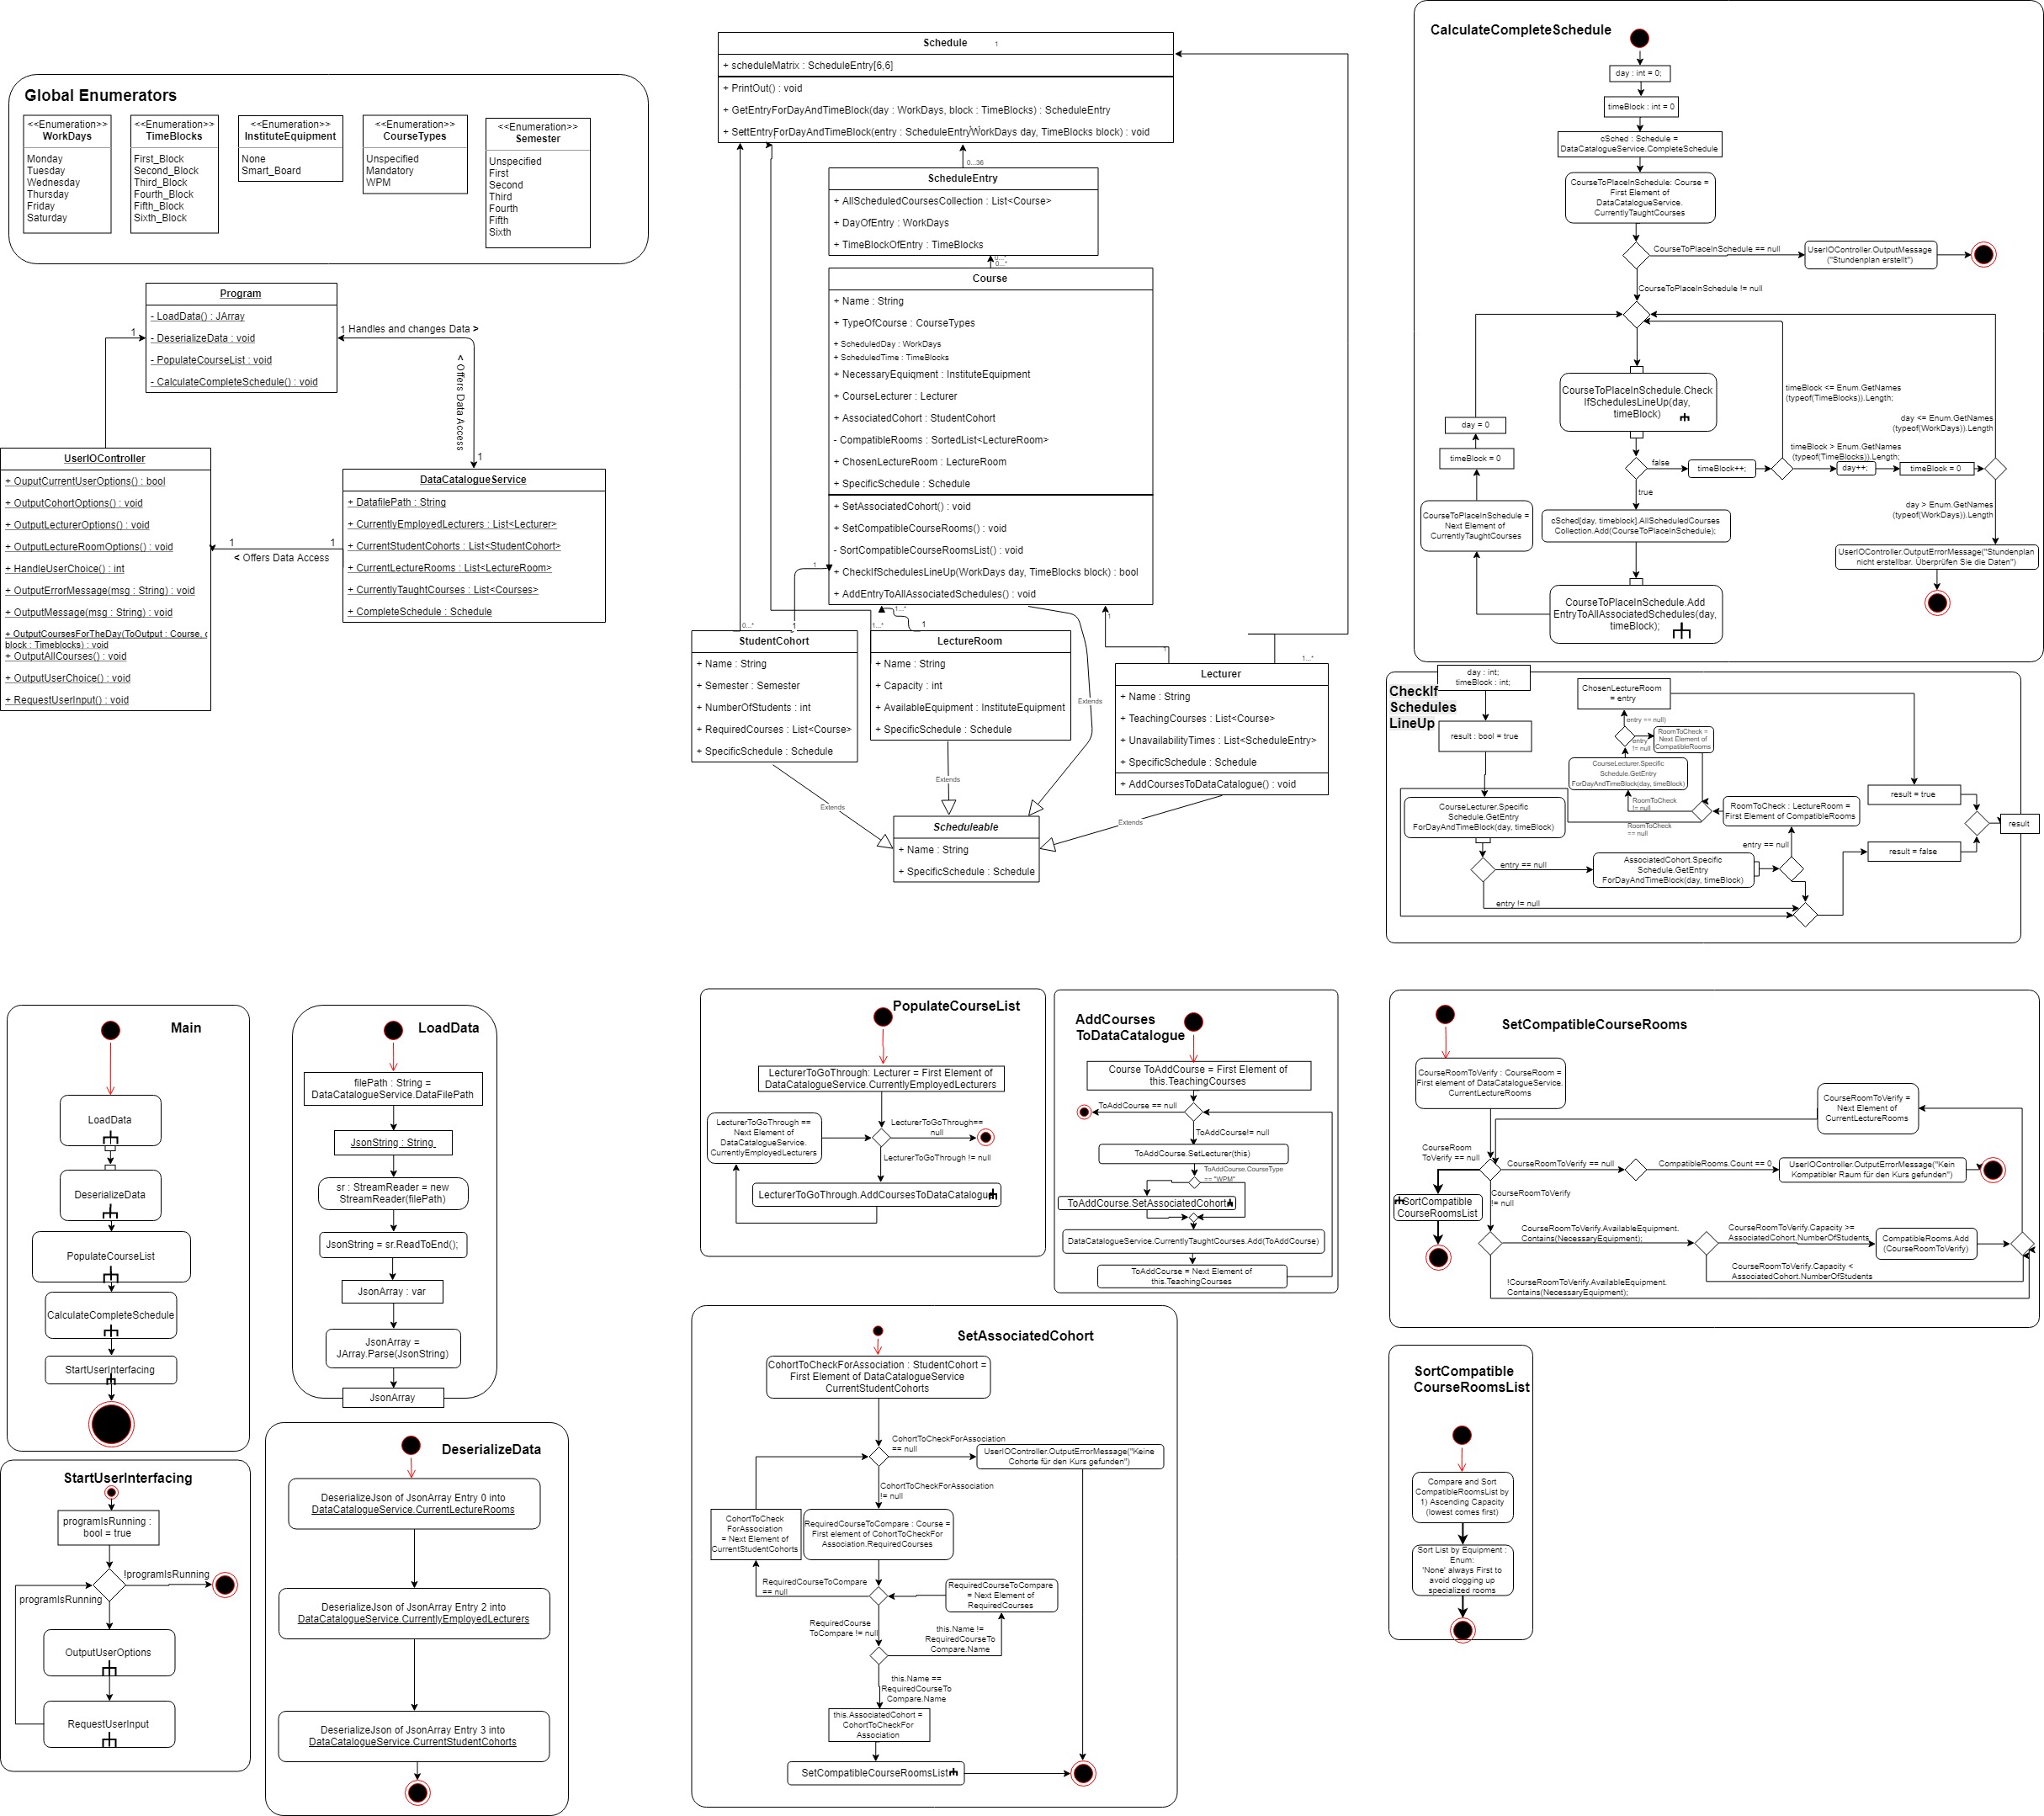 Global Enumerators
<<Enumeration>>
WorkDays
Monday
Tuesday
Wednesday
Thursday
Friday
Saturday
<<Enumeration>>
TimeBlocks
First_Block
Second_Block
Third_Block
Fourth_Block
Fifth_Block
Sixth_Block
<<Enumeration>>
InstituteEquipment
None
Smart_Board
<<Enumeration>>
CourseTypes
Unspecified
Mandatory
WPM
<<Enumeration>>
Semester
Unspecified
First
Second
Third
Fourth
Fifth
Sixth
Program
- LoadData() : JArray
- DeserializeData : void
- PopulateCourseList : void
- CalculateCompleteSchedule() : void
1
1 Handles and changes Data >
< Offers Data Access
1
UserIOController
+ OuputCurrentUserOptions() : bool
+ OutputCohortOptions() : void
+ OutputLecturerOptions() : void
+ OutputLectureRoomOptions() : void
+ HandleUserChoice() : int
+ OutputErrorMessage(msg : String) : void
+ OutputMessage(msg : String) : void
+ OutputCoursesForTheDay(ToOutput : Course,
block : Timeblocks) : void
+ OutputAllCourses() : void
+ OutputUserChoice() : void
+ RequestUserInput() : void
1
1
< Offers Data Access
DataCatalogueService
+ DatafilePath : String
+ CurrentlyEmployedLecturers : List<Lecturer>
+ CurrentStudentCohorts : List<StudentCohort>
+ CurrentLectureRooms : List<LectureRoom>
+ CurrentlyTaughtCourses : List<Courses>
+ CompleteSchedule : Schedule
Schedule
1
+ scheduleMatrix : ScheduleEntry[6,6]
+ PrintOut() : void
+ GetEntryForDayAndTimeBlock(day : WorkDays, block : TimeBlocks) : ScheduleEntry
+ SettEntryForDayAndTimeBlock(entry : ScheduleEntry WorkDays day, TimeBlocks block) : void
0...36
ScheduleEntry
+ AllScheduledCoursesCollection : List<Course>
+ DayOfEntry : WorkDays
+ TimeBlockOfEntry : TimeBlocks
0...*
0...*
Course
+ Name : String
+ TypeOfCourse : CourseTypes
+ ScheduledDay : WorkDays
+ ScheduledTime : TimeBlocks
+ NecessaryEquiqment : InstituteEquipment
+ CourseLecturer : Lecturer
+ AssociatedCohort : StudentCohort
- CompatibleRooms : SortedList<LectureRoom>
+ ChosenLectureRoom : LectureRoom
+ SpecificSchedule : Schedule
+ SetAssociatedCohort() : void
+ SetCompatibleCourseRooms() : void
- SortCompatibleCourseRoomsList() : void
+ CheckIfSchedulesLineUp(WorkDays day, TimeBlocks block) : bool
+ AddEntryToAllAssociatedSchedules() : void
1
1...*
1
0...*
1
1...*
1
1
1...*
StudentCohort
+ Name : String
+ Semester : Semester
+ NumberOfStudents : int
+ RequiredCourses : List<Course>
+ SpecificSchedule : Schedule
LectureRoom
+ Name : String
+ Capacity : int
+ AvailableEquipment : InstituteEquipment
+ SpecificSchedule : Schedule
Lecturer
+ Name : String
+ TeachingCourses : List<Course>
+ UnavailabilityTimes : List<ScheduleEntry>
+ SpecificSchedule : Schedule
+ AddCoursesToDataCatalogue() : void
Extends
Extends
Extends
Extends
Scheduleable
+ Name : String
+ SpecificSchedule : Schedule
CalculateCompleteSchedule
day : int = 0;
timeBlock : int = 0
cSched : Schedule =
DataCatalogueService.CompleteSchedule
CourseToPlaceInSchedule: Course =
First Element of
DataCatalogueService.
CurrentlyTaughtCourses
CourseToPlaceInSchedule == null
UserIOController.OutputMessage
("Stundenplan erstellt")
CourseToPlaceInSchedule != null
CourseToPlaceInSchedule.Check
IfSchedulesLineUp(day,
timeBlock)
timeBlock <= Enum.GetNames
(typeof(TimeBlocks)).Length;
day <= Enum.GetNames
(typeof(WorkDays)).Length
timeBlock > Enum.GetNames
(typeof(TimeBlocks)).Length;
false
timeBlock++;
day++;
timeBlock = 0
true
day = 0
timeBlock = 0
CourseToPlaceInSchedule =
Next Element of
CurrentlyTaughtCourses
cSched[day, timeblock].AllScheduledCourses
Collection.Add(CourseToPlaceInSchedule);
day > Enum.GetNames
(typeof(WorkDays)).Length
UserIOController.OutputErrorMessage("Stundenplan
nicht erstellbar. Überprüfen Sie die Daten")
CourseToPlaceInSchedule.Add
EntryToAllAssociatedSchedules(day,
timeBlock);
CheckIf
Schedules
LineUp
day : int;
timeBlock : int;
result : bool = true
ChosenLectureRoom
= entry
entry == null)
entry
!= null
RoomToCheck =
Next Element of
CompatibleRooms
CourseLecturer.Specific
Schedule.GetEntry
ForDayAndTimeBlock(day, timeBlock)
RoomToCheck
!= null
RoomToCheck
== null
RoomToCheck : LectureRoom =
First Element of CompatibleRooms
CourseLecturer.Specific
Schedule.GetEntry
ForDayAndTimeBlock(day, timeBlock)
entry == null
AssociatedCohort.Specific
Schedule.GetEntry
ForDayAndTimeBlock(day, timeBlock)
entry == null
entry != null
result = true
result = false
result
Main
LoadData
DeserializeData
PopulateCourseList
CalculateCompleteSchedule
StartUserInterfacing
LoadData
filePath : String =
DataCatalogueService.DataFilePath
JsonString : String
sr : StreamReader = new
StreamReader(filePath)
JsonString = sr.ReadToEnd();
JsonArray : var
JsonArray =
JArray.Parse(JsonString)
JsonArray
StartUserInterfacing
programIsRunning :
bool = true
!programIsRunning
programIsRunning
OutputUserOptions
RequestUserInput
DeserializeData
DeserializeJson of JsonArray Entry 0 into
DataCatalogueService.CurrentLectureRooms
DeserializeJson of JsonArray Entry 2 into
DataCatalogueService.CurrentlyEmployedLecturers
DeserializeJson of JsonArray Entry 3 into
DataCatalogueService.CurrentStudentCohorts
PopulateCourseList
LecturerToGoThrough: Lecturer = First Element of
DataCatalogueService.CurrentlyEmployedLecturers
LecturerToGoThrough ==
Next Element of
DataCatalogueService.
CurrentlyEmployedLecturers
LecturerToGoThrough==
null
LecturerToGoThrough != null
LecturerToGoThrough.AddCoursesToDataCatalogue
AddCourses
ToDataCatalogue
Course ToAddCourse = First Element of
this.TeachingCourses
ToAddCourse == null
ToAddCourse!= null
ToAddCourse.SetLecturer(this)
ToAddCourse.CourseType
== "WPM"
ToAddCourse.SetAssociatedCohort
DataCatalogueService.CurrentlyTaughtCourses.Add(ToAddCourse)
ToAddCourse = Next Element of
this.TeachingCourses
SetAssociatedCohort
CohortToCheckForAssociation : StudentCohort =
First Element of DataCatalogueService
CurrentStudentCohorts
CohortToCheckForAssociation
== null
UserIOController.OutputErrorMessage("Keine
Cohorte für den Kurs gefunden")
CohortToCheckForAssociation
!= null
CohortToCheck
ForAssociation
= Next Element of
CurrentStudentCohorts
RequiredCourseToCompare : Course =
First element of CohortToCheckFor
Association.RequiredCourses
RequiredCourseToCompare
== null
RequiredCourseToCompare
= Next Element of
RequiredCourses
RequiredCourse
ToCompare != null
this.Name !=
RequiredCourseTo
Compare.Name
this.Name ==
RequiredCourseTo
Compare.Name
this.AssociatedCohort =
CohortToCheckFor
Association
SetCompatibleCourseRoomsList
SetCompatibleCourseRooms
CourseRoomToVerify : CourseRoom =
First element of DataCatalogueService.
CurrentLectureRooms
CourseRoomToVerify =
Next Element of
CurrentLectureRooms
CourseRoom
ToVerify == null
CourseRoomToVerify == null
CompatibleRooms.Count == 0
UserIOController.OutputErrorMessage("Kein
Kompatibler Raum für den Kurs gefunden")
SortCompatible
CourseRoomsList
CourseRoomToVerify
!= null
CourseRoomToVerify.AvailableEquipment.
Contains(NecessaryEquipment);
CourseRoomToVerify.Capacity >=
AssociatedCohort.NumberOfStudents
CompatibleRooms.Add
(CourseRoomToVerify)
CourseRoomToVerify.Capacity <
AssociatedCohort.NumberOfStudents
!CourseRoomToVerify.AvailableEquipment.
Contains(NecessaryEquipment);
SortCompatible
CourseRoomsList
Compare and Sort
CompatibleRoomsList by
1) Ascending Capacity
(lowest comes first)
Sort List by Equipment :
Enum:
'None' always First to
avoid clogging up
specialized rooms